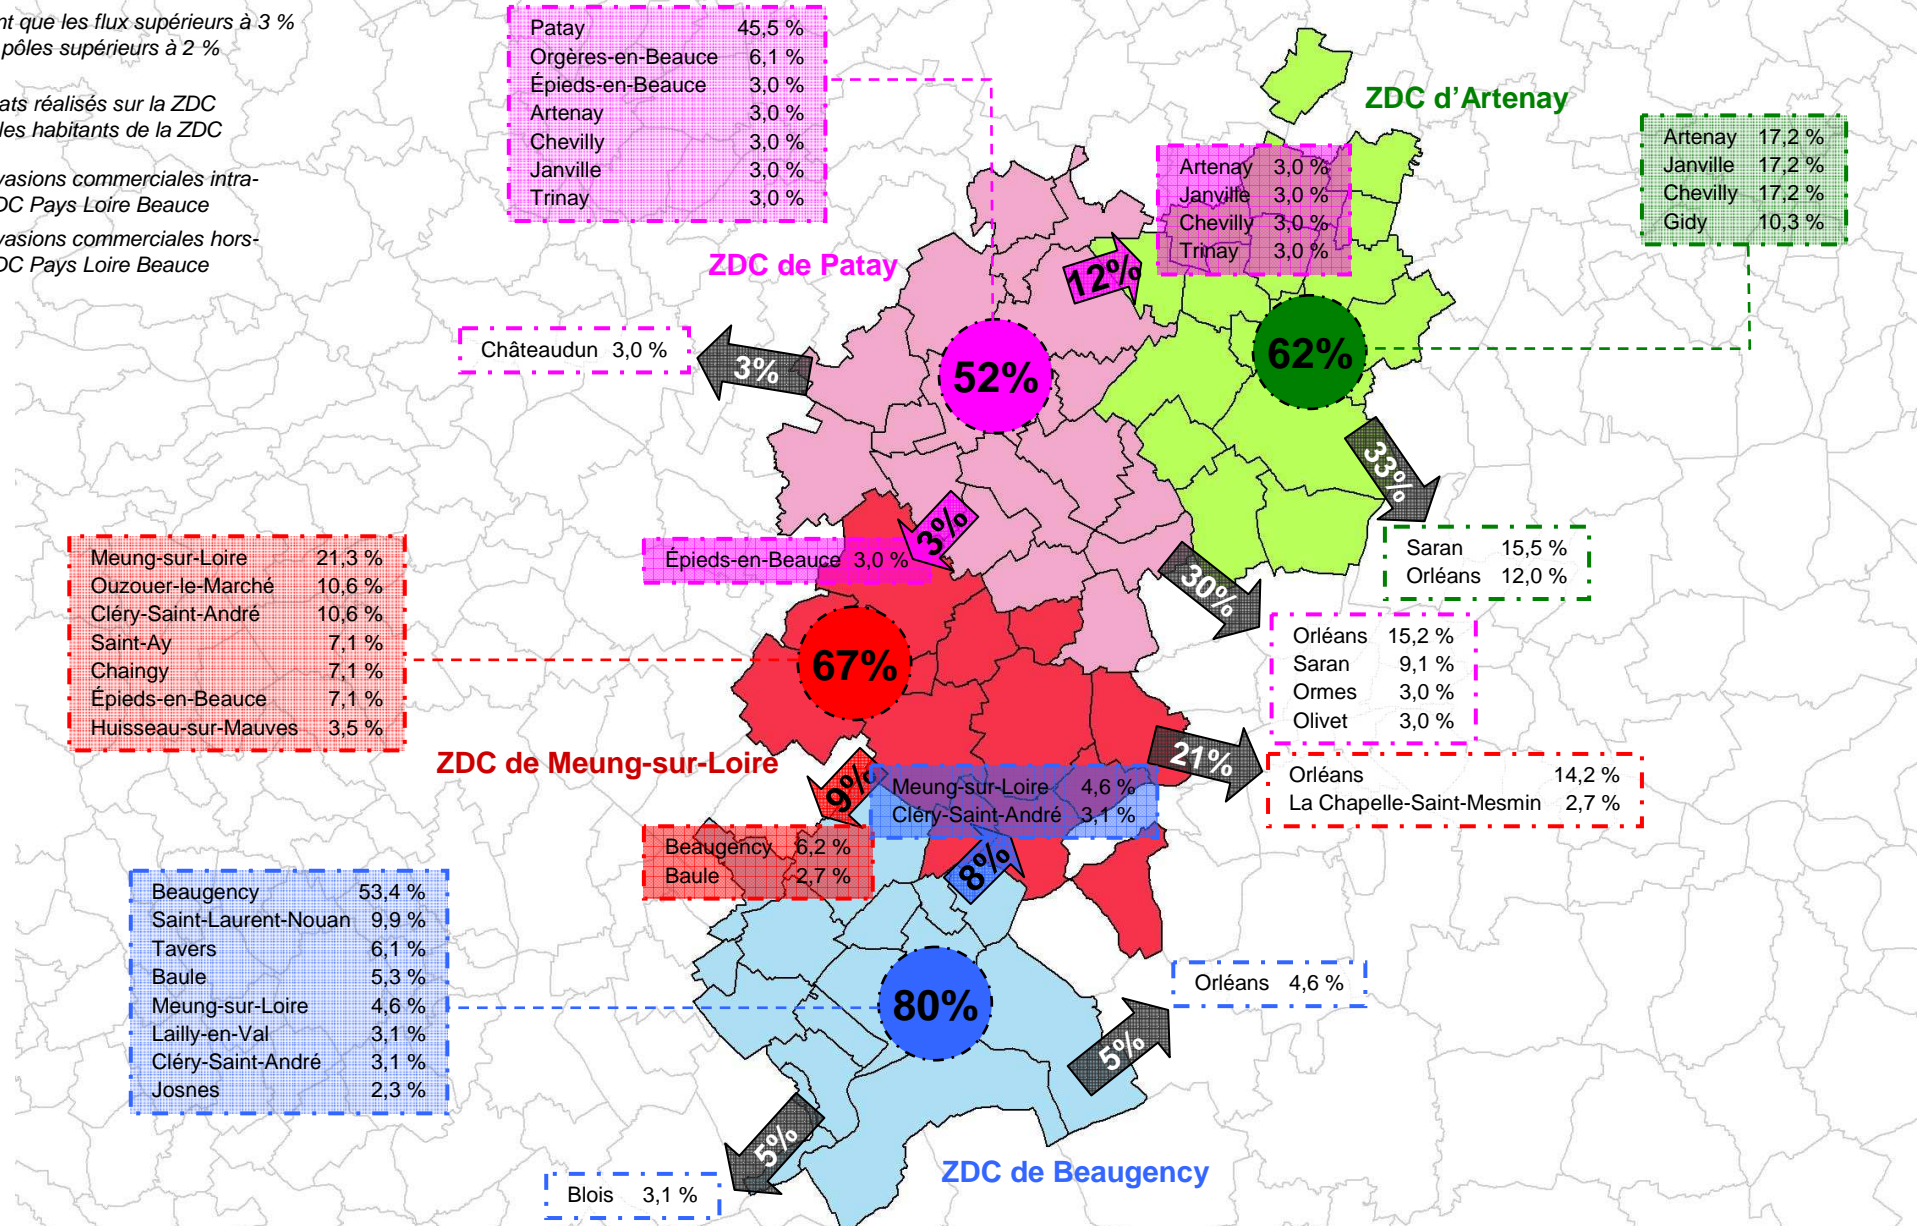 nt que les flux supérieurs à 3 %
pôles supérieurs à 2 %
ats réalisés sur la ZDC
les habitants de la ZDC
vasions commerciales intra-
DC Pays Loire Beauce
vasions commerciales hors-
DC Pays Loire Beauce
Patay 45,5 %
Orgères-en-Beauce 6,1 %
Épieds-en-Beauce 3,0 %
Artenay 3,0 %
Chevilly 3,0 %
Janville 3,0 %
Trinay 3,0 %
ZDC d'Artenay
Artenay 17,2 %
Janville 17,2 %
Chevilly 17,2 %
Gidy 10,3 %
Artenay 3,0 %
Janville 3,0 %
Chevilly 3,0 %
Trinay 3,0 %
ZDC de Patay
12%
Châteaudun 3,0 %
3%
52%
62%
33%
Saran 15,5 %
Orléans 12,0 %
3%
Épieds-en-Beauce 3,0 %
30%
Orléans 15,2 %
Saran 9,1 %
Ormes 3,0 %
Olivet 3,0 %
Meung-sur-Loire 21,3 %
Ouzouer-le-Marché 10,6 %
Cléry-Saint-André 10,6 %
Saint-Ay 7,1 %
Chaingy 7,1 %
Épieds-en-Beauce 7,1 %
Huisseau-sur-Mauves 3,5 %
67%
ZDC de Meung-sur-Loire
21%
Orléans 14,2 %
La Chapelle-Saint-Mesmin 2,7 %
9%
Meung-sur-Loire 4,6 %
Cléry-Saint-André 3,1 %
Beaugency 6,2 %
Baule 2,7 %
8%
Beaugency 53,4 %
Saint-Laurent-Nouan 9,9 %
Tavers 6,1 %
Baule 5,3 %
Meung-sur-Loire 4,6 %
Lailly-en-Val 3,1 %
Cléry-Saint-André 3,1 %
Josnes 2,3 %
80%
Orléans 4,6 %
5%
5%
Blois 3,1 %
ZDC de Beaugency